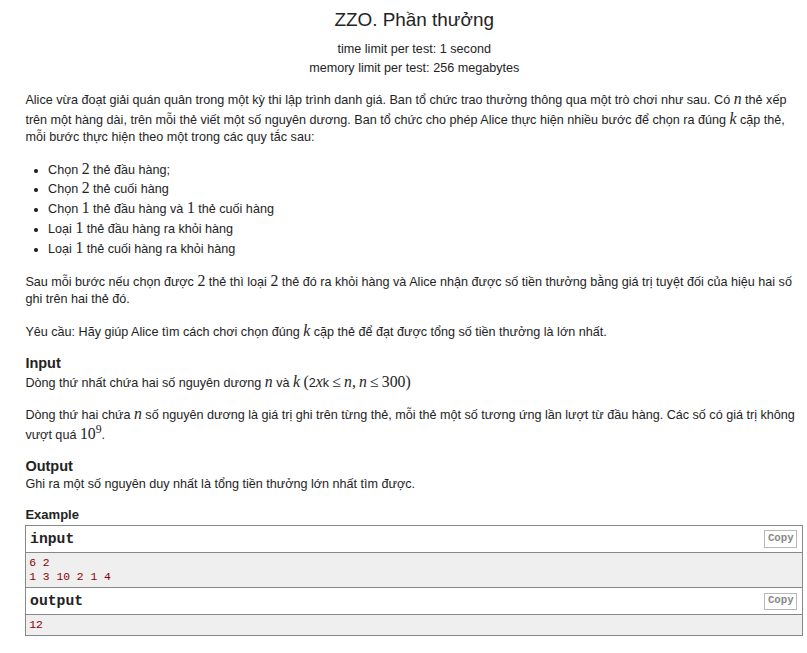 ZZO. Phần thưởng
time limit per test: 1 second
memory limit per test: 256 megabytes
Alice vừa đoạt giải quán quân trong một kỳ thi lập trình danh giá. Ban tổ chức trao thưởng thông qua một trò chơi như sau. Có n thẻ xếp
trên một hàng dài, trên mỗi thẻ viết một số nguyên dương. Ban tổ chức cho phép Alice thực hiện nhiều bước để chọn ra đúng k cặp thẻ,
mỗi bước thực hiện theo một trong các quy tắc sau:
• Chọn 2 thẻ đầu hàng;
• Chọn 2 thẻ cuối hàng
• Chọn 1 thẻ đầu hàng và 1 thẻ cuối hàng
• Loại 1 thẻ đầu hàng ra khỏi hàng
• Loại 1 thẻ cuối hàng ra khỏi hàng
Sau mỗi bước nếu chọn được 2 thẻ thì loại 2 thẻ đó ra khỏi hàng và Alice nhận được số tiền thưởng bằng giá trị tuyệt đối của hiệu hai số
ghi trên hai thẻ đó.
Yêu cầu: Hãy giúp Alice tìm cách chơi chọn đúng k cặp thẻ để đạt được tổng số tiền thưởng là lớn nhất.
Input
Dòng thứ nhất chứa hai số nguyên dương n và k (2xk ≤ n, n ≤ 300)
Dòng thứ hai chứa n số nguyên dương là giá trị ghi trên từng thẻ, mỗi thẻ một số tương ứng lần lượt từ đầu hàng. Các số có giá trị không
vượt quá 10⁹.
Output
Ghi ra một số nguyên duy nhất là tổng tiền thưởng lớn nhất tìm được.
Example
input Copy
6 2
1 3 10 2 1 4
output Copy
12